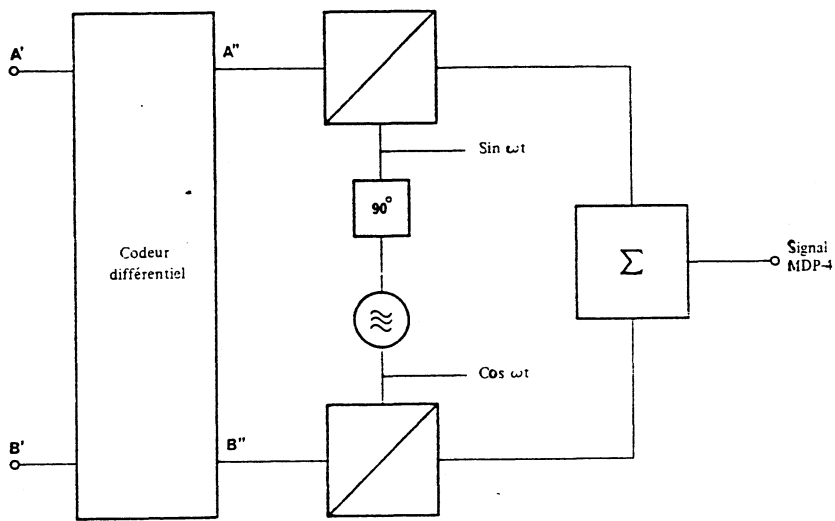 A'
A"
Sin ωt
90°
Codeur
différentiel
Σ
Signal
MDP-4
Cos ωt
B'
B"